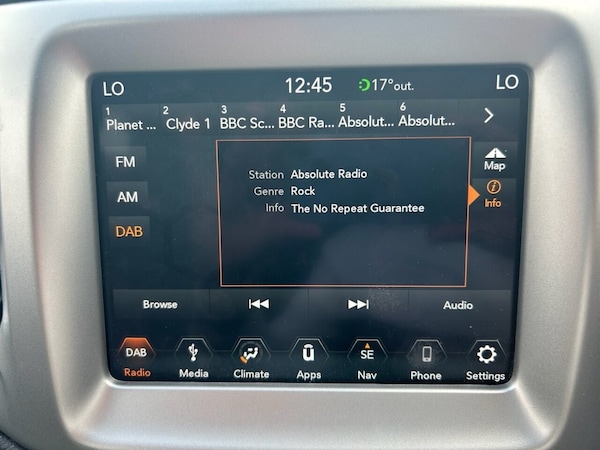 LO 12:45 17° out. LO
1 2 3 4 5 6
Planet ... Clyde 1 BBC Sc... BBC Ra... Absolut... Absolut...
FM
AM
DAB
Station Absolute Radio
Genre Rock
Info The No Repeat Guarantee
Map
Info
Browse Audio
DAB SE
Radio Media Climate Apps Nav Phone Settings